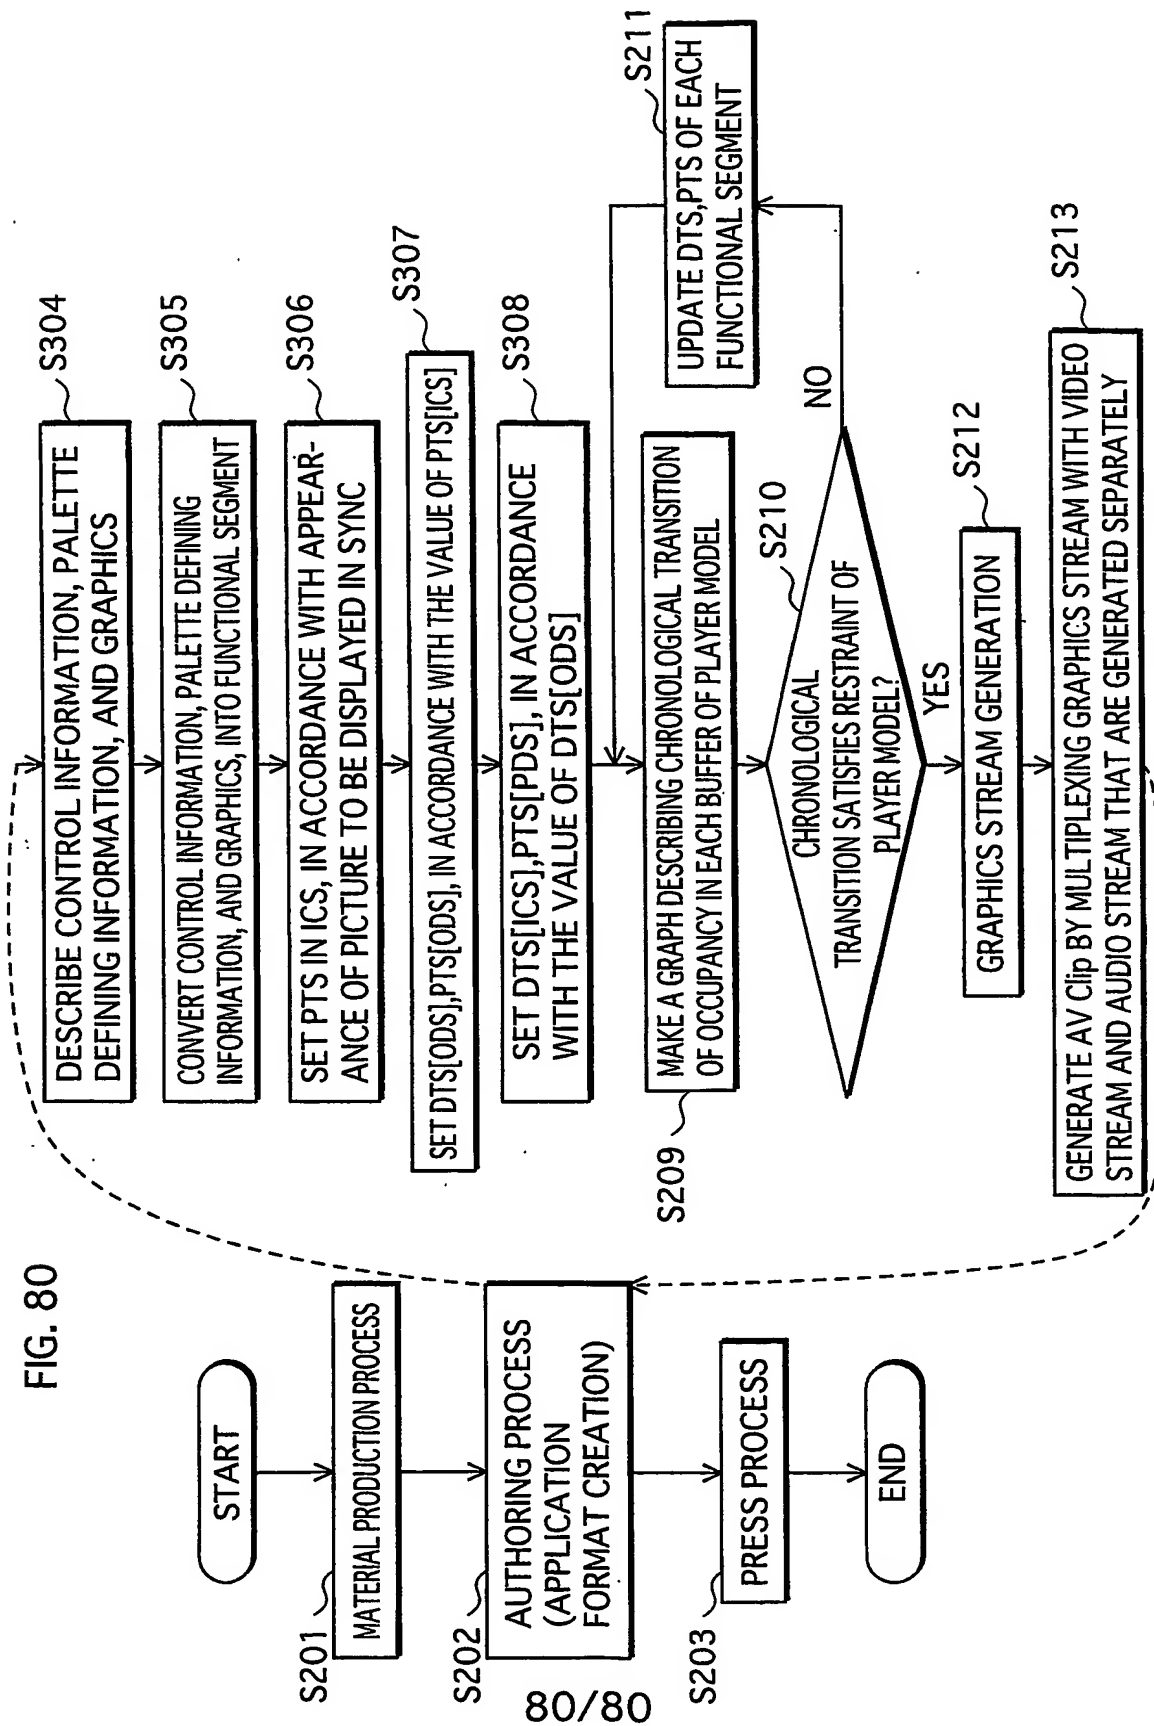 FIG. 80
START
S201
MATERIAL PRODUCTION PROCESS
S202
AUTHORING PROCESS
(APPLICATION
FORMAT CREATION)
S203
PRESS PROCESS
END
S304
DESCRIBE CONTROL INFORMATION, PALETTE
DEFINING INFORMATION, AND GRAPHICS
S305
CONVERT CONTROL INFORMATION, PALETTE DEFINING
INFORMATION, AND GRAPHICS, INTO FUNCTIONAL SEGMENT
S306
SET PTS IN ICS, IN ACCORDANCE WITH APPEAR-
ANCE OF PICTURE TO BE DISPLAYED IN SYNC
S307
SET DTS[ODS],PTS[ODS], IN ACCORDANCE WITH THE VALUE OF PTS[ICS]
S308
SET DTS[ICS],PTS[PDS], IN ACCORDANCE
WITH THE VALUE OF DTS[ODS]
S209
MAKE A GRAPH DESCRIBING CHRONOLOGICAL TRANSITION
OF OCCUPANCY IN EACH BUFFER OF PLAYER MODEL
S210
CHRONOLOGICAL
TRANSITION SATISFIES RESTRAINT OF
PLAYER MODEL?
NO
S211
UPDATE DTS,PTS OF EACH
FUNCTIONAL SEGMENT
YES
S212
GRAPHICS STREAM GENERATION
S213
GENERATE AV Clip BY MULTIPLEXING GRAPHICS STREAM WITH VIDEO
STREAM AND AUDIO STREAM THAT ARE GENERATED SEPARATELY
80/80